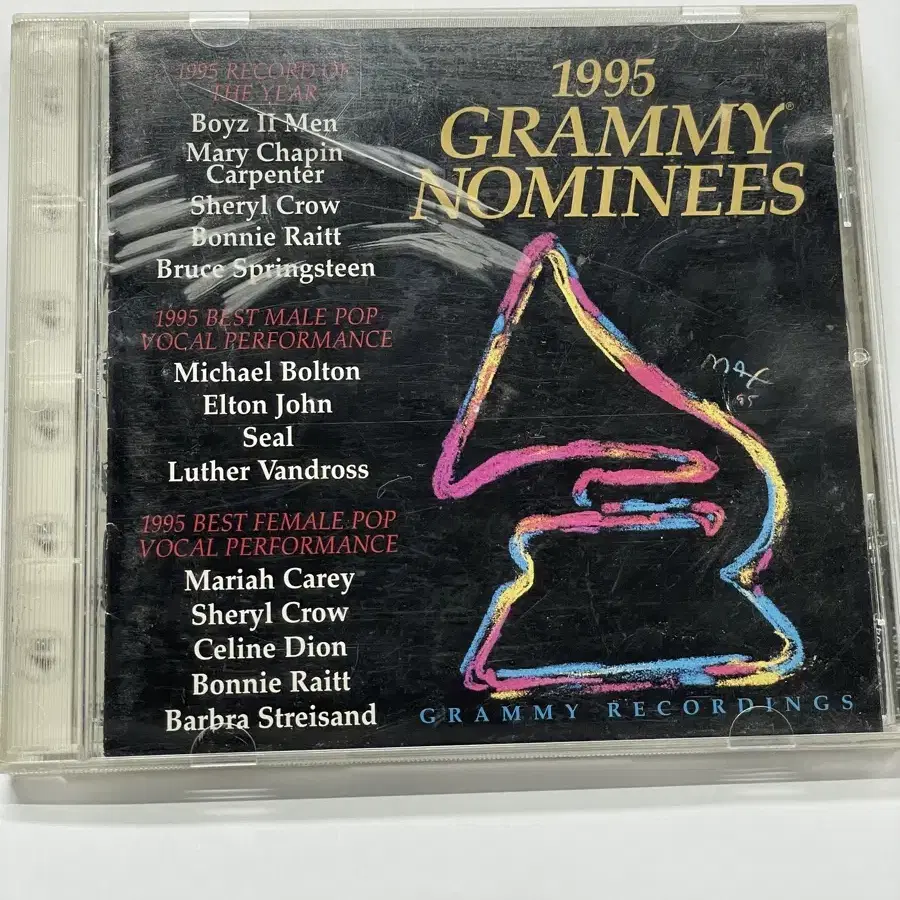 1995 RECORD OF
THE YEAR
Boyz II Men
Mary Chapin
Carpenter
Sheryl Crow
Bonnie Raitt
Bruce Springsteen
1995 BEST MALE POP
VOCAL PERFORMANCE
Michael Bolton
Elton John
Seal
Luther Vandross
1995 BEST FEMALE POP
VOCAL PERFORMANCE
Mariah Carey
Sheryl Crow
Celine Dion
Bonnie Raitt
Barbra Streisand
1995
GRAMMY®
NOMINEES
MAX
95
GRAMMY RECORDINGS